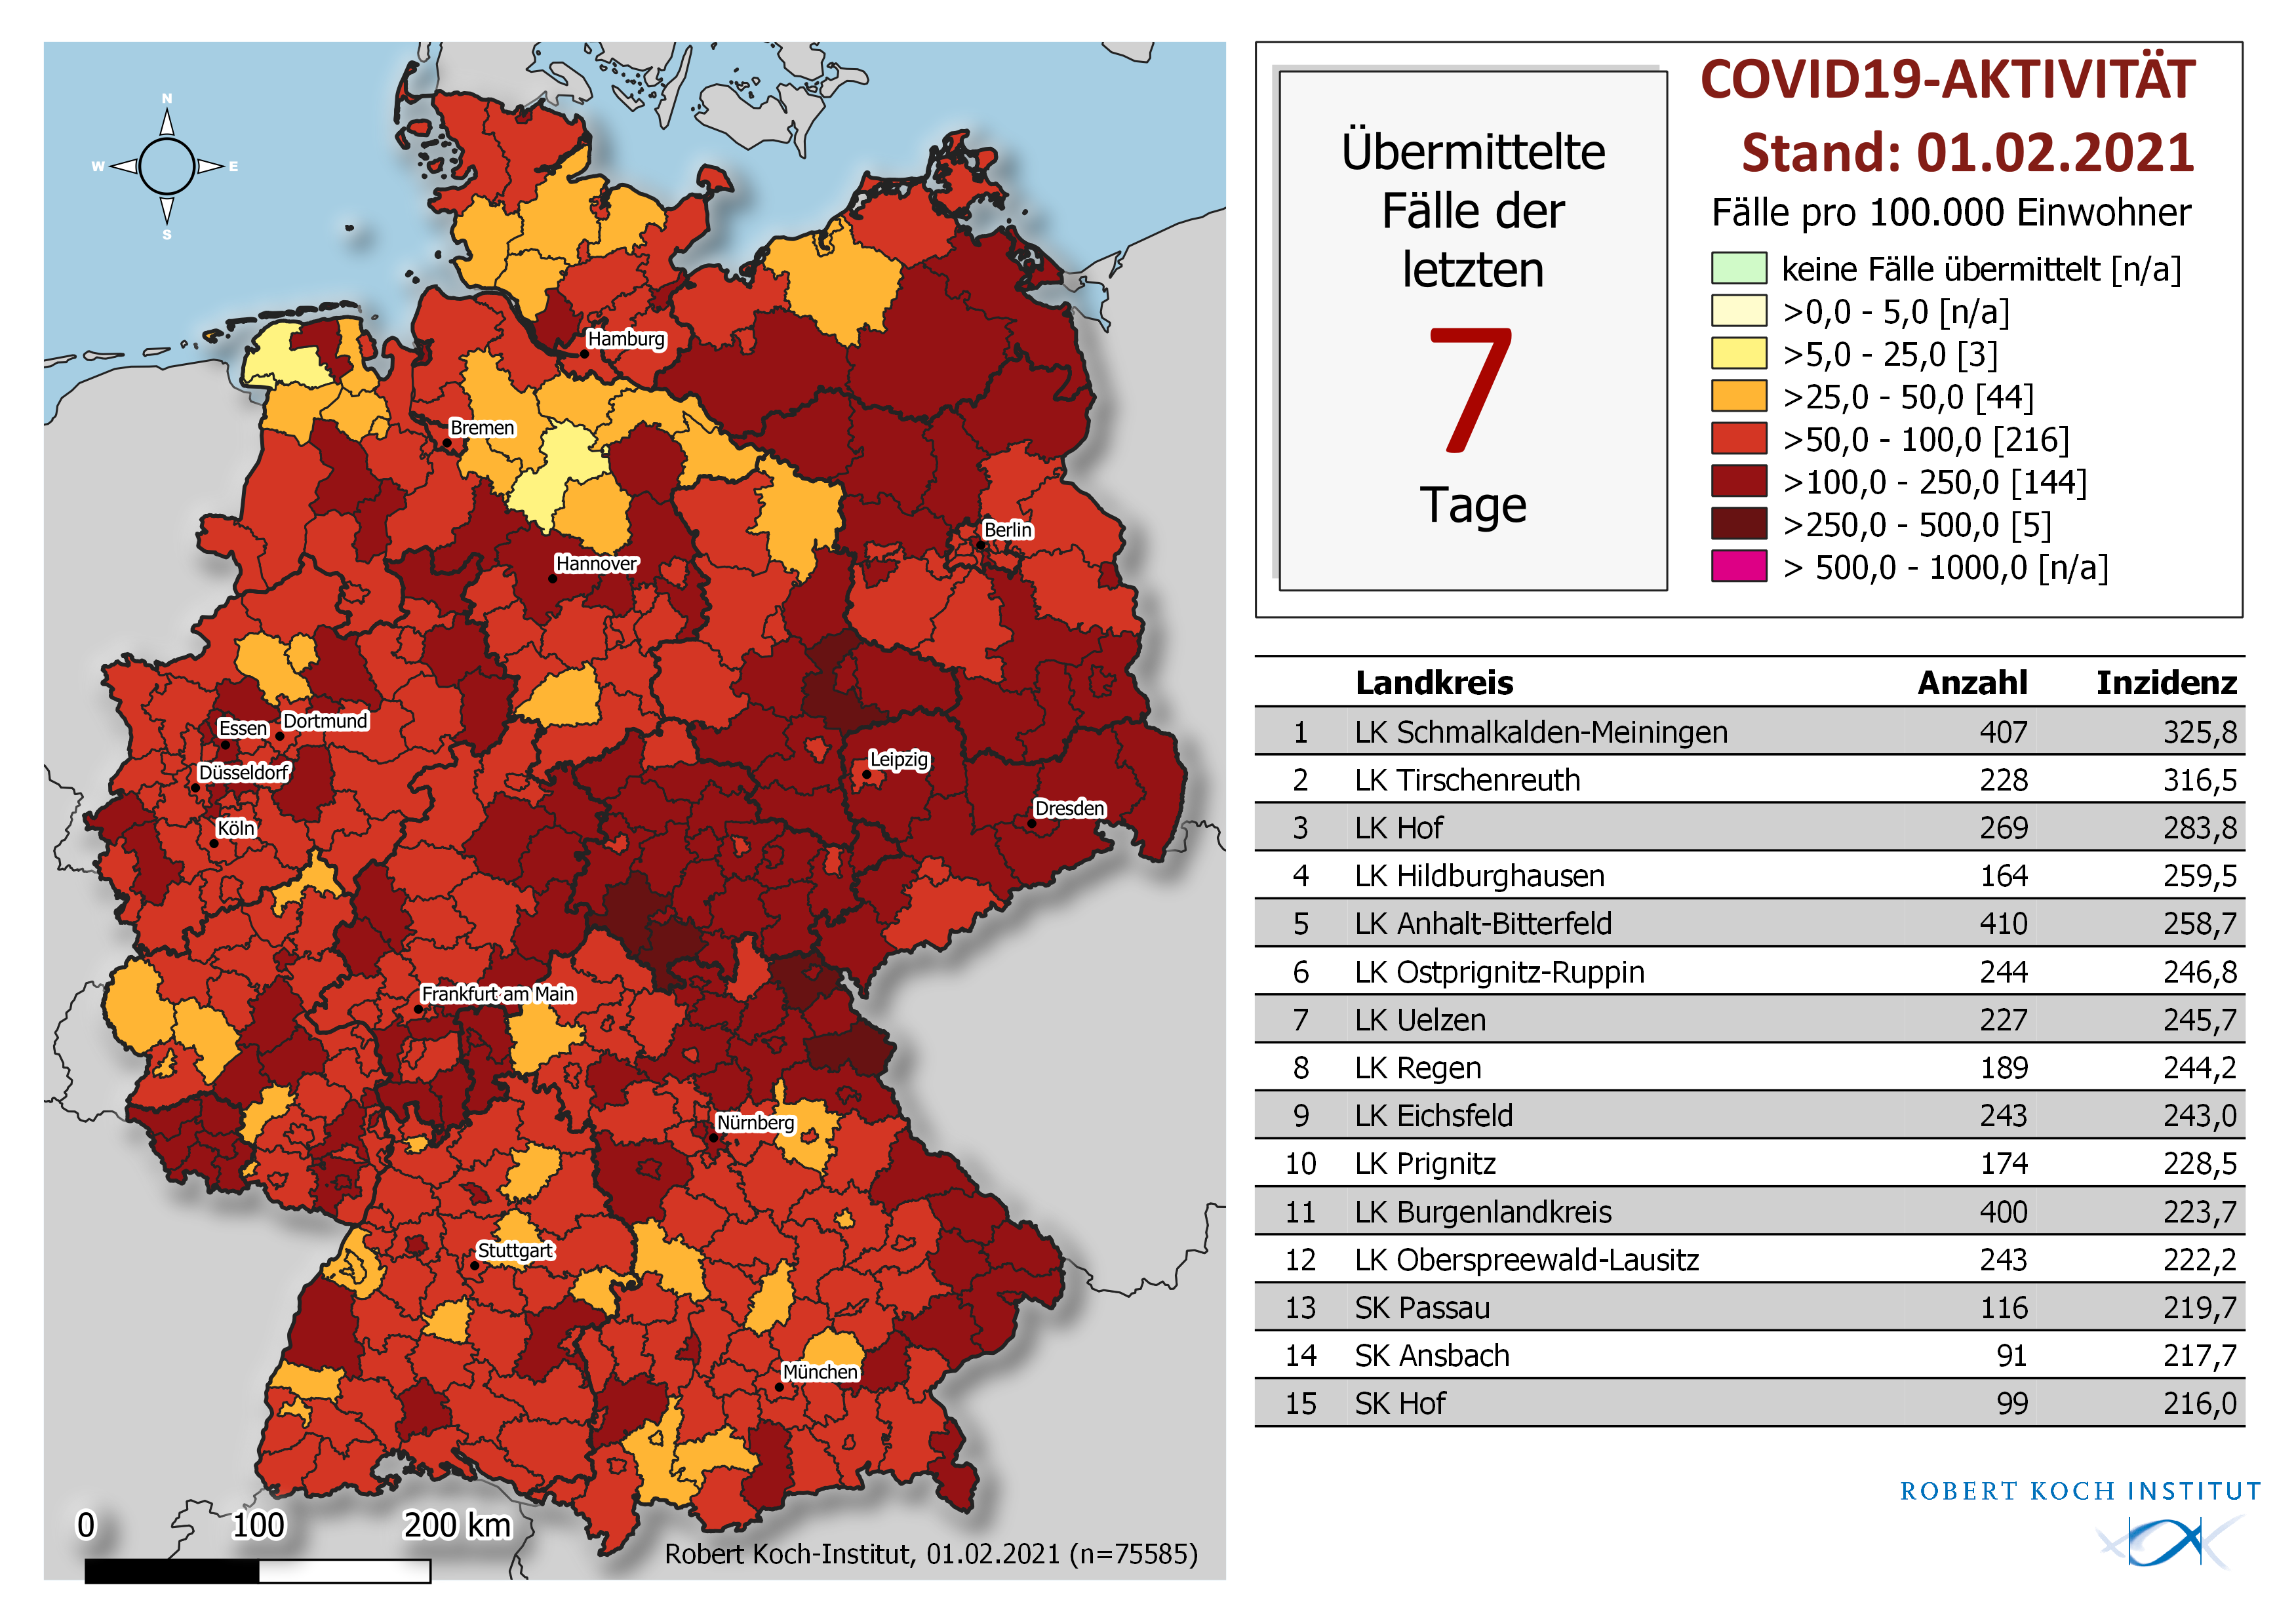 N
W
E
S
Hamburg
Bremen
Berlin
Hannover
Essen
Dortmund
Düsseldorf
Leipzig
Köln
Dresden
Frankfurt am Main
Nürnberg
Stuttgart
München
0 100 200 km
Robert Koch-Institut, 01.02.2021 (n=75585)
Übermittelte
Fälle der
letzten
7
Tage
COVID19-AKTIVITÄT
Stand: 01.02.2021
Fälle pro 100.000 Einwohner
keine Fälle übermittelt [n/a]
>0,0 - 5,0 [n/a]
>5,0 - 25,0 [3]
>25,0 - 50,0 [44]
>50,0 - 100,0 [216]
>100,0 - 250,0 [144]
>250,0 - 500,0 [5]
> 500,0 - 1000,0 [n/a]
Landkreis Anzahl Inzidenz
1 LK Schmalkalden-Meiningen 407 325,8
2 LK Tirschenreuth 228 316,5
3 LK Hof 269 283,8
4 LK Hildburghausen 164 259,5
5 LK Anhalt-Bitterfeld 410 258,7
6 LK Ostprignitz-Ruppin 244 246,8
7 LK Uelzen 227 245,7
8 LK Regen 189 244,2
9 LK Eichsfeld 243 243,0
10 LK Prignitz 174 228,5
11 LK Burgenlandkreis 400 223,7
12 LK Oberspreewald-Lausitz 243 222,2
13 SK Passau 116 219,7
14 SK Ansbach 91 217,7
15 SK Hof 99 216,0
ROBERT KOCH INSTITUT